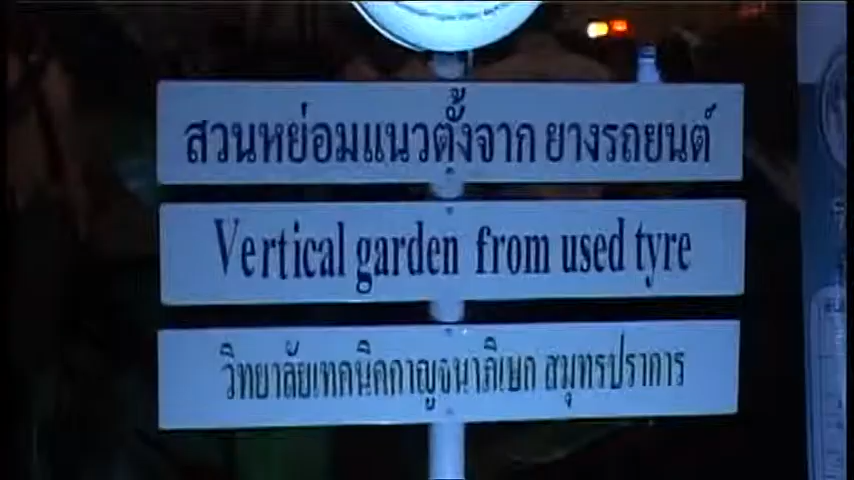 สวนหย่อมแนวตั้งจาก ยางรถยนต์
Vertical garden from used tyre
วิทยาลัยเทคนิคกาญจนาภิเษก สมุทรปราการ